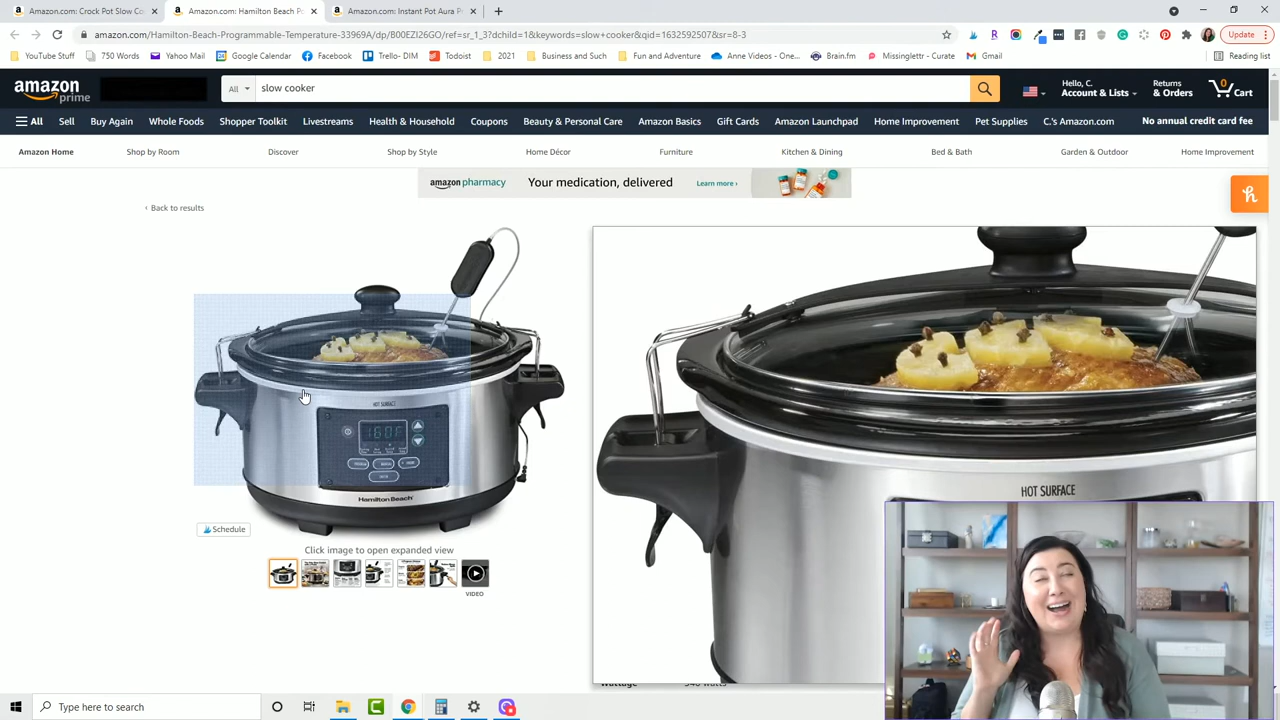 Amazon.com: Crock Pot Slow Co
Amazon.com: Hamilton Beach Po
Amazon.com: Instant Pot Aura P
amazon.com/Hamilton-Beach-Programmable-Temperature-33969A/dp/B00EZI26GO/ref=sr_1_3?dchild=1&keywords=slow+cooker&qid=1632592507&sr=8-3
Update
YouTube Stuff
750 Words
Yahoo Mail
Calendar
Facebook
Trello- DIM
Todoist
2021
Fun and Adventure
Anne Videos - One...
Brain.fm
Missinglettr - Curate
Gmail
Reading list
amazon prime
All
slow cooker
Hello, C.
Account & Lists
Returns
& Orders
0
Cart
All
Sell
Buy Again
Whole Foods
Shopper Toolkit
Livestreams
Health & Household
Coupons
Beauty & Personal Care
Amazon Basics
Gift Cards
Amazon Launchpad
Home Improvement
Pet Supplies
C.'s Amazon.com
No annual credit card fee
Amazon Home
Shop by Room
Discover
Shop by Style
Home Décor
Furniture
Kitchen & Dining
Bed & Bath
Garden & Outdoor
Home Improvement
amazon pharmacy
Your medication, delivered
Learn more ›
‹ Back to results
HOT SURFACE
160F
Hamilton Beach
HOT SURFACE
Schedule
Click image to open expanded view
VIDEO
Type here to search